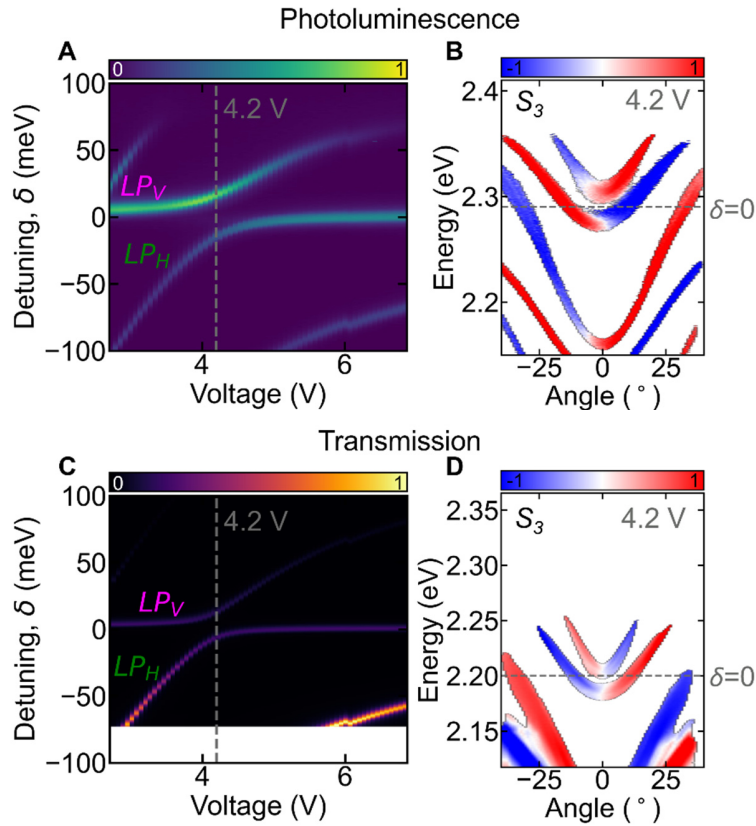 Photoluminescence
A
0 1
4.2 V
LP_V
LP_H
100
50
0
−50
−100
Detuning, δ (meV)
4 6
Voltage (V)
B
-1 1
S₃ 4.2 V
2.4
2.3
2.2
Energy (eV)
δ=0
−25 0 25
Angle (°)
Transmission
C
0 1
4.2 V
LP_V
LP_H
100
50
0
−50
−100
Detuning, δ (meV)
4 6
Voltage (V)
D
-1 1
S₃ 4.2 V
2.35
2.30
2.25
2.20
2.15
Energy (eV)
δ=0
−25 0 25
Angle (°)